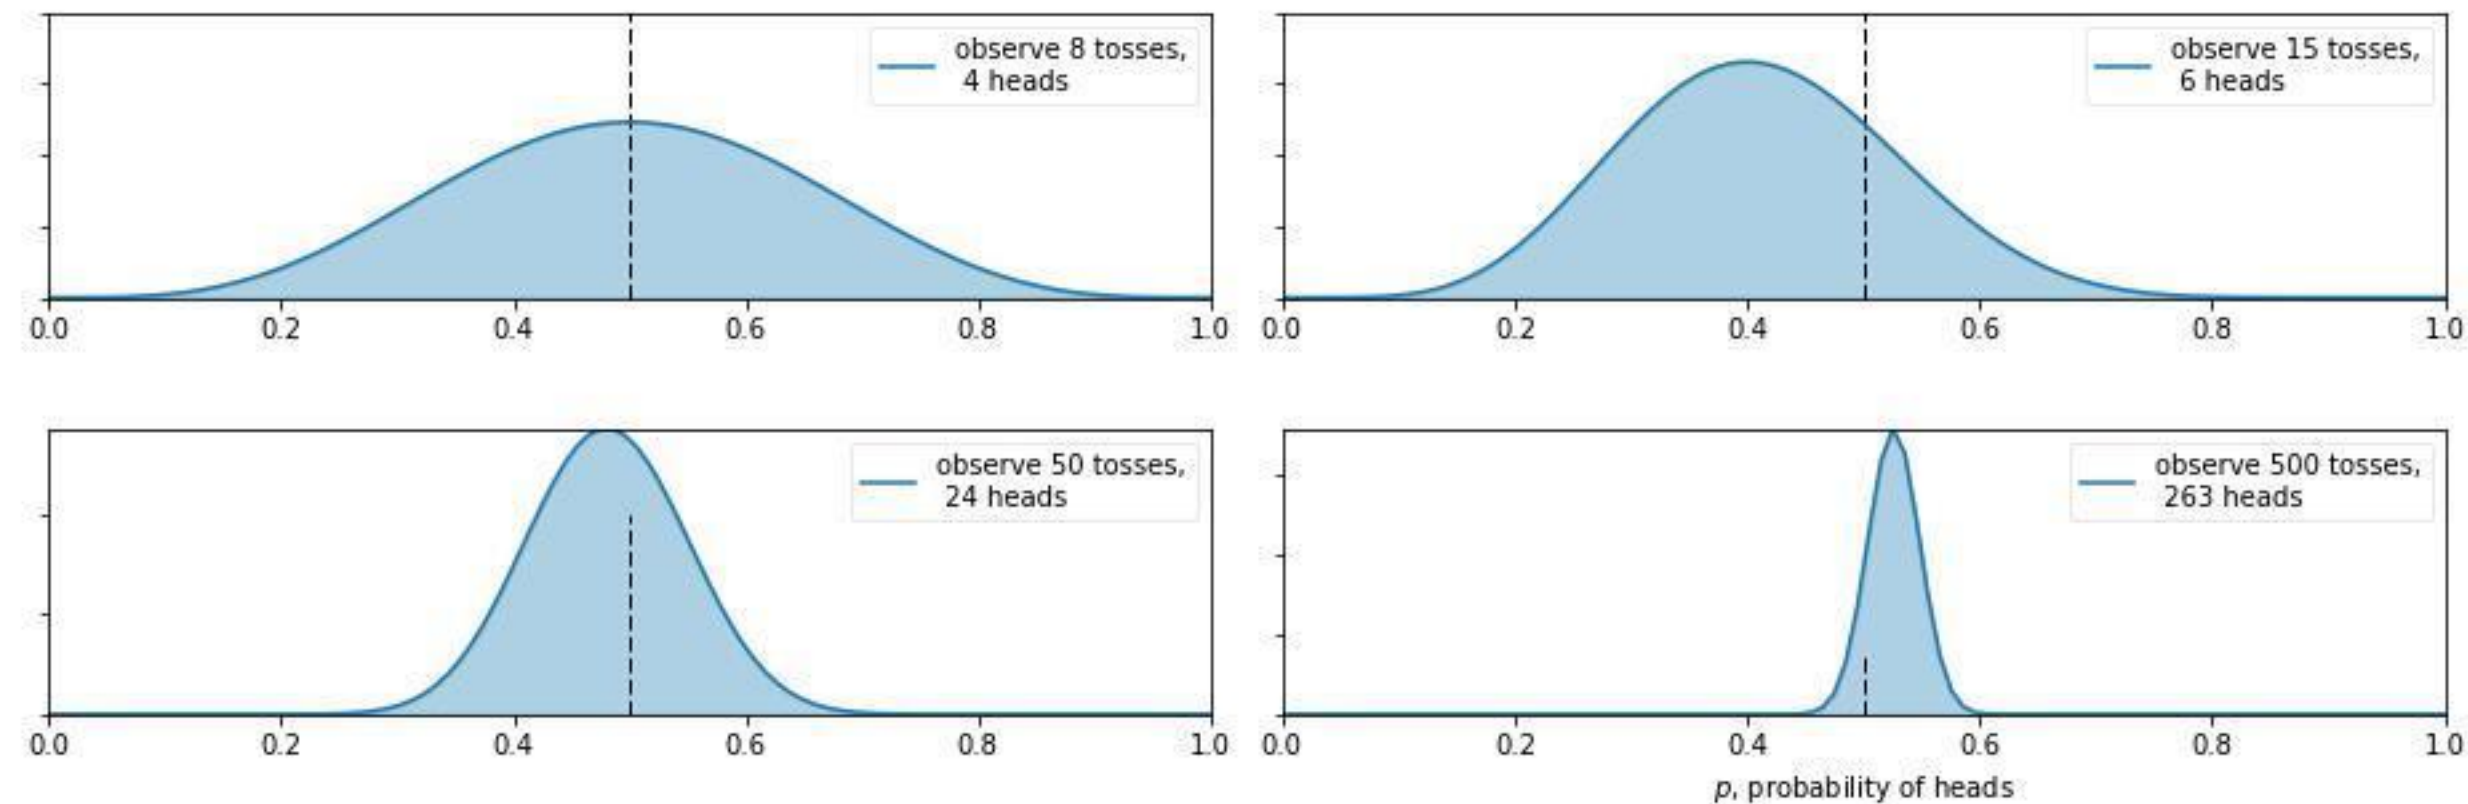 observe 8 tosses,
4 heads
0.0 0.2 0.4 0.6 0.8 1.0
observe 15 tosses,
6 heads
0.0 0.2 0.4 0.6 0.8 1.0
observe 50 tosses,
24 heads
0.0 0.2 0.4 0.6 0.8 1.0
observe 500 tosses,
263 heads
0.0 0.2 0.4 0.6 0.8 1.0
p, probability of heads